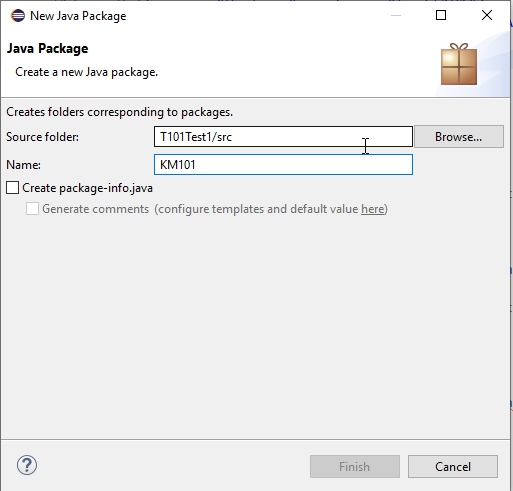 New Java Package
Java Package
Create a new Java package.
Creates folders corresponding to packages.
Source folder: T101Test1/src Browse...
Name: KM101
Create package-info.java
Generate comments (configure templates and default value here)
? Finish Cancel